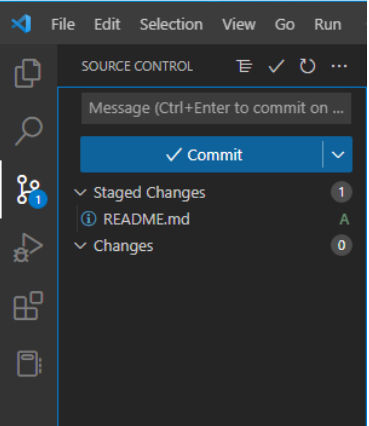 File Edit Selection View Go Run
SOURCE CONTROL
Message (Ctrl+Enter to commit on ...
Commit
Staged Changes 1
README.md A
1
Changes 0